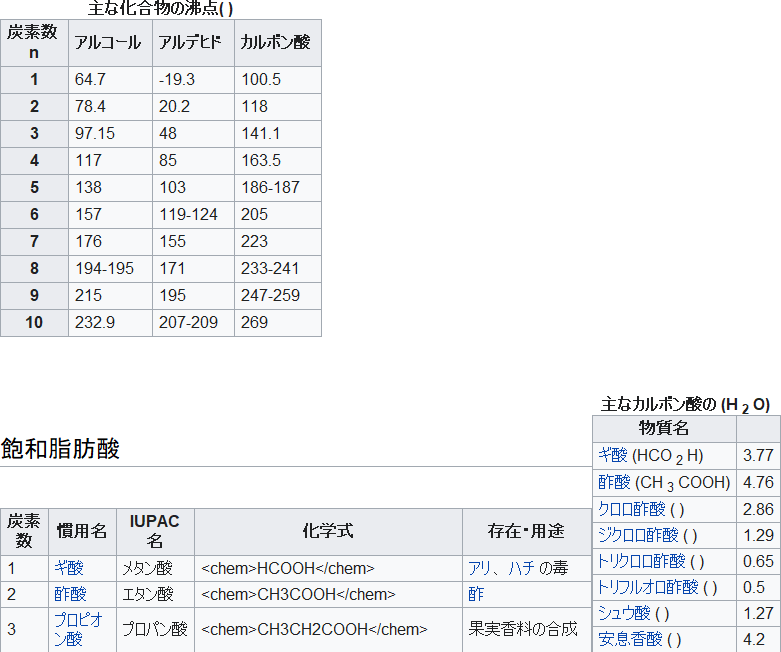 主な化合物の沸点( )
炭素数 n アルコール アルデヒド カルボン酸
1 64.7 -19.3 100.5
2 78.4 20.2 118
3 97.15 48 141.1
4 117 85 163.5
5 138 103 186-187
6 157 119-124 205
7 176 155 223
8 194-195 171 233-241
9 215 195 247-259
10 232.9 207-209 269
主なカルボン酸の (H 2 O)
物質名
ギ酸 (HCO 2 H) 3.77
酢酸 (CH 3 COOH) 4.76
クロロ酢酸 ( ) 2.86
ジクロロ酢酸 ( ) 1.29
トリクロロ酢酸 ( ) 0.65
トリフルオロ酢酸 ( ) 0.5
シュウ酸 ( ) 1.27
安息香酸 ( ) 4.2
飽和脂肪酸
炭素数 慣用名 IUPAC名 化学式 存在・用途
1 ギ酸 メタン酸 <chem>HCOOH</chem> アリ、ハチ の毒
2 酢酸 エタン酸 <chem>CH3COOH</chem> 酢
3 プロピオン酸 プロパン酸 <chem>CH3CH2COOH</chem> 果実香料の合成